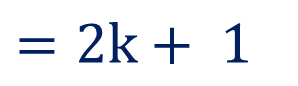 = 2k + 1